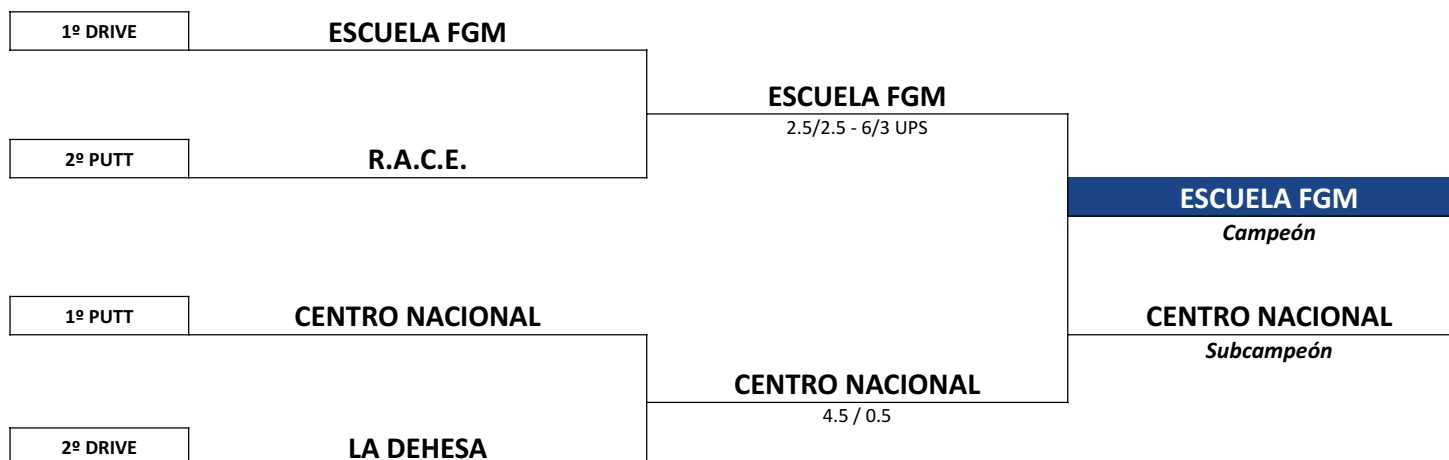 1º DRIVE
ESCUELA FGM
ESCUELA FGM
2.5/2.5 - 6/3 UPS
2º PUTT
R.A.C.E.
ESCUELA FGM
Campeón
1º PUTT
CENTRO NACIONAL
CENTRO NACIONAL
Subcampeón
CENTRO NACIONAL
4.5 / 0.5
2º DRIVE
LA DEHESA